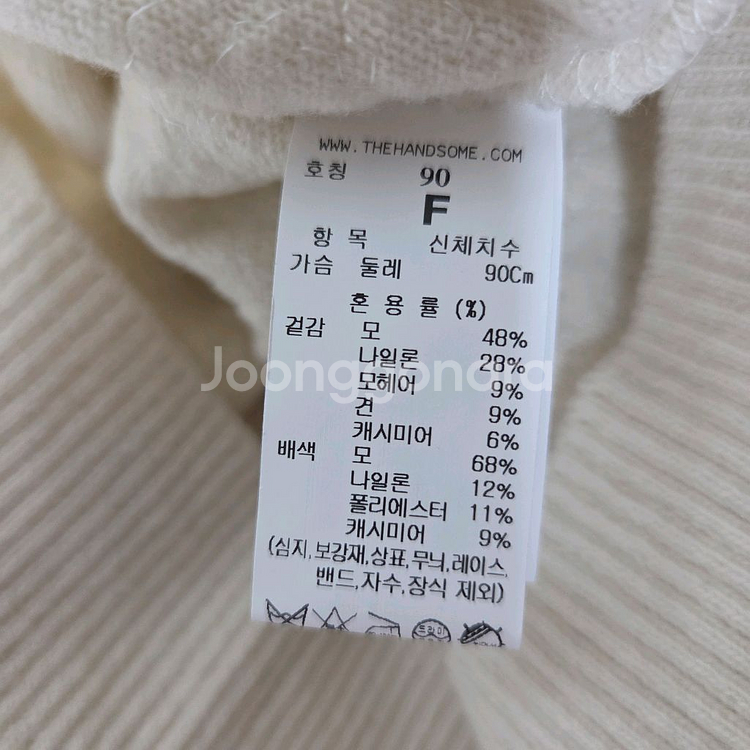 WWW.THEHANDSOME.COM
호칭 90
F
항 목 신체치수
가슴 둘레 90Cm
혼 용 률 (%)
겉감 모 48%
나일론 28%
Joonggonara
모헤어 9%
견 9%
캐시미어 6%
배색 모 68%
나일론 12%
폴리에스터 11%
캐시미어 9%
(심지,보강재,상표,무늬,레이스,
밴드,자수,장식 제외)
드라이